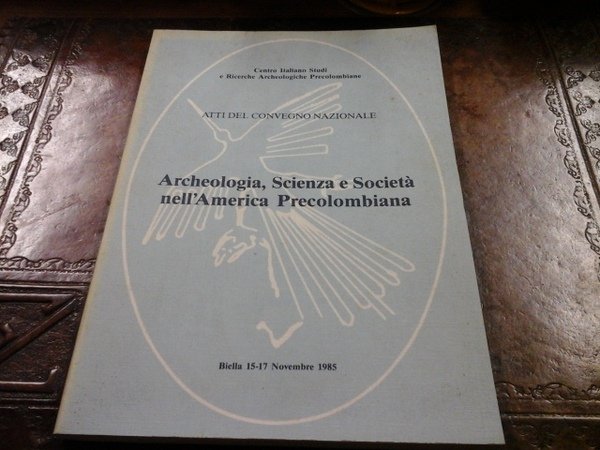 Centro Italiano Studi
e Ricerche Archeologiche Precolombiane
ATTI DEL CONVEGNO NAZIONALE
Archeologia, Scienza e Società
nell'America Precolombiana
Biella 15-17 Novembre 1985